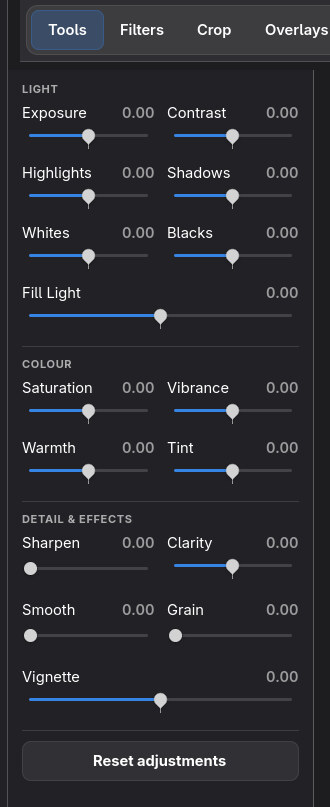 Tools Filters Crop Overlays
LIGHT
Exposure 0.00 Contrast 0.00
Highlights 0.00 Shadows 0.00
Whites 0.00 Blacks 0.00
Fill Light 0.00
COLOUR
Saturation 0.00 Vibrance 0.00
Warmth 0.00 Tint 0.00
DETAIL & EFFECTS
Sharpen 0.00 Clarity 0.00
Smooth 0.00 Grain 0.00
Vignette 0.00
Reset adjustments